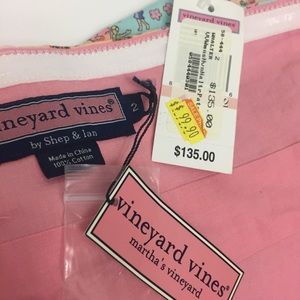 vineyard vines
2
$135.00
$135.00
vineyard vines
by Shep & Ian
2
Made in China
100% Cotton
vineyard vines
martha's vineyard